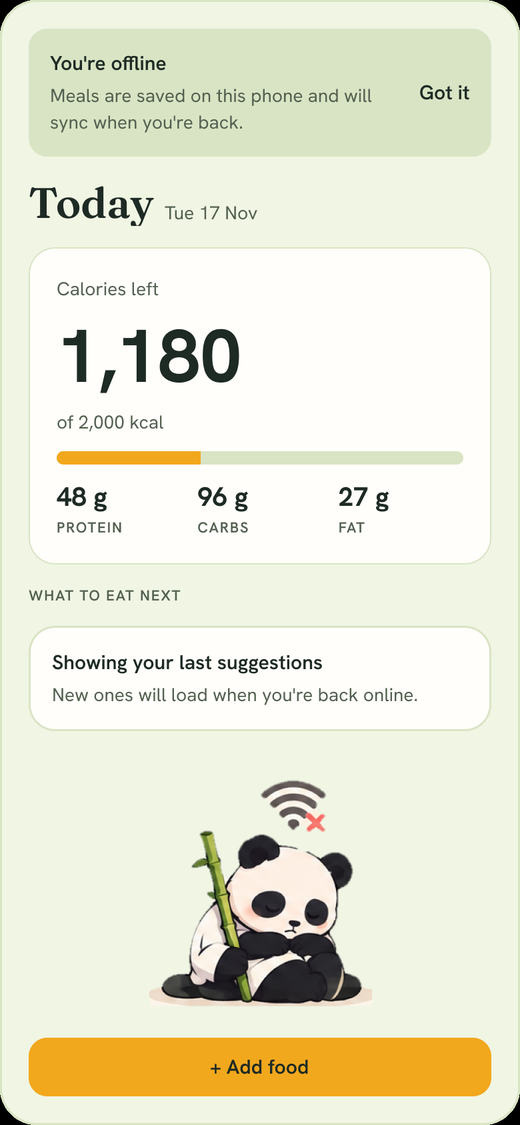 You're offline
Meals are saved on this phone and will
sync when you're back.
Got it
Today Tue 17 Nov
Calories left
1,180
of 2,000 kcal
48 g 96 g 27 g
PROTEIN CARBS FAT
WHAT TO EAT NEXT
Showing your last suggestions
New ones will load when you're back online.
+ Add food